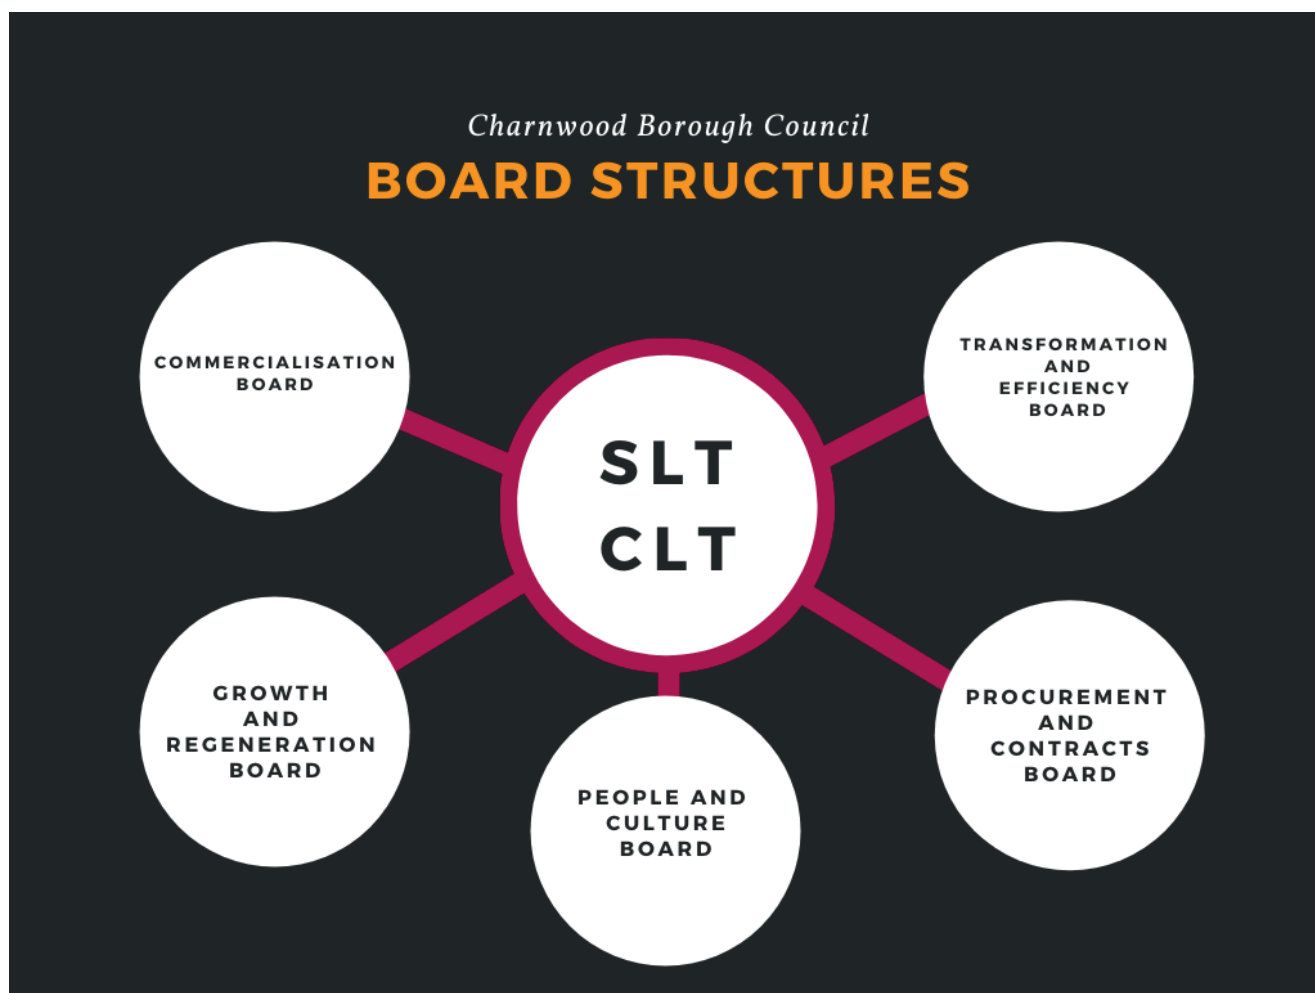 Charnwood Borough Council
BOARD STRUCTURES
COMMERCIALISATION
BOARD
TRANSFORMATION
AND
EFFICIENCY
BOARD
SLT
CLT
GROWTH
AND
REGENERATION
BOARD
PEOPLE AND
CULTURE
BOARD
PROCUREMENT
AND
CONTRACTS
BOARD